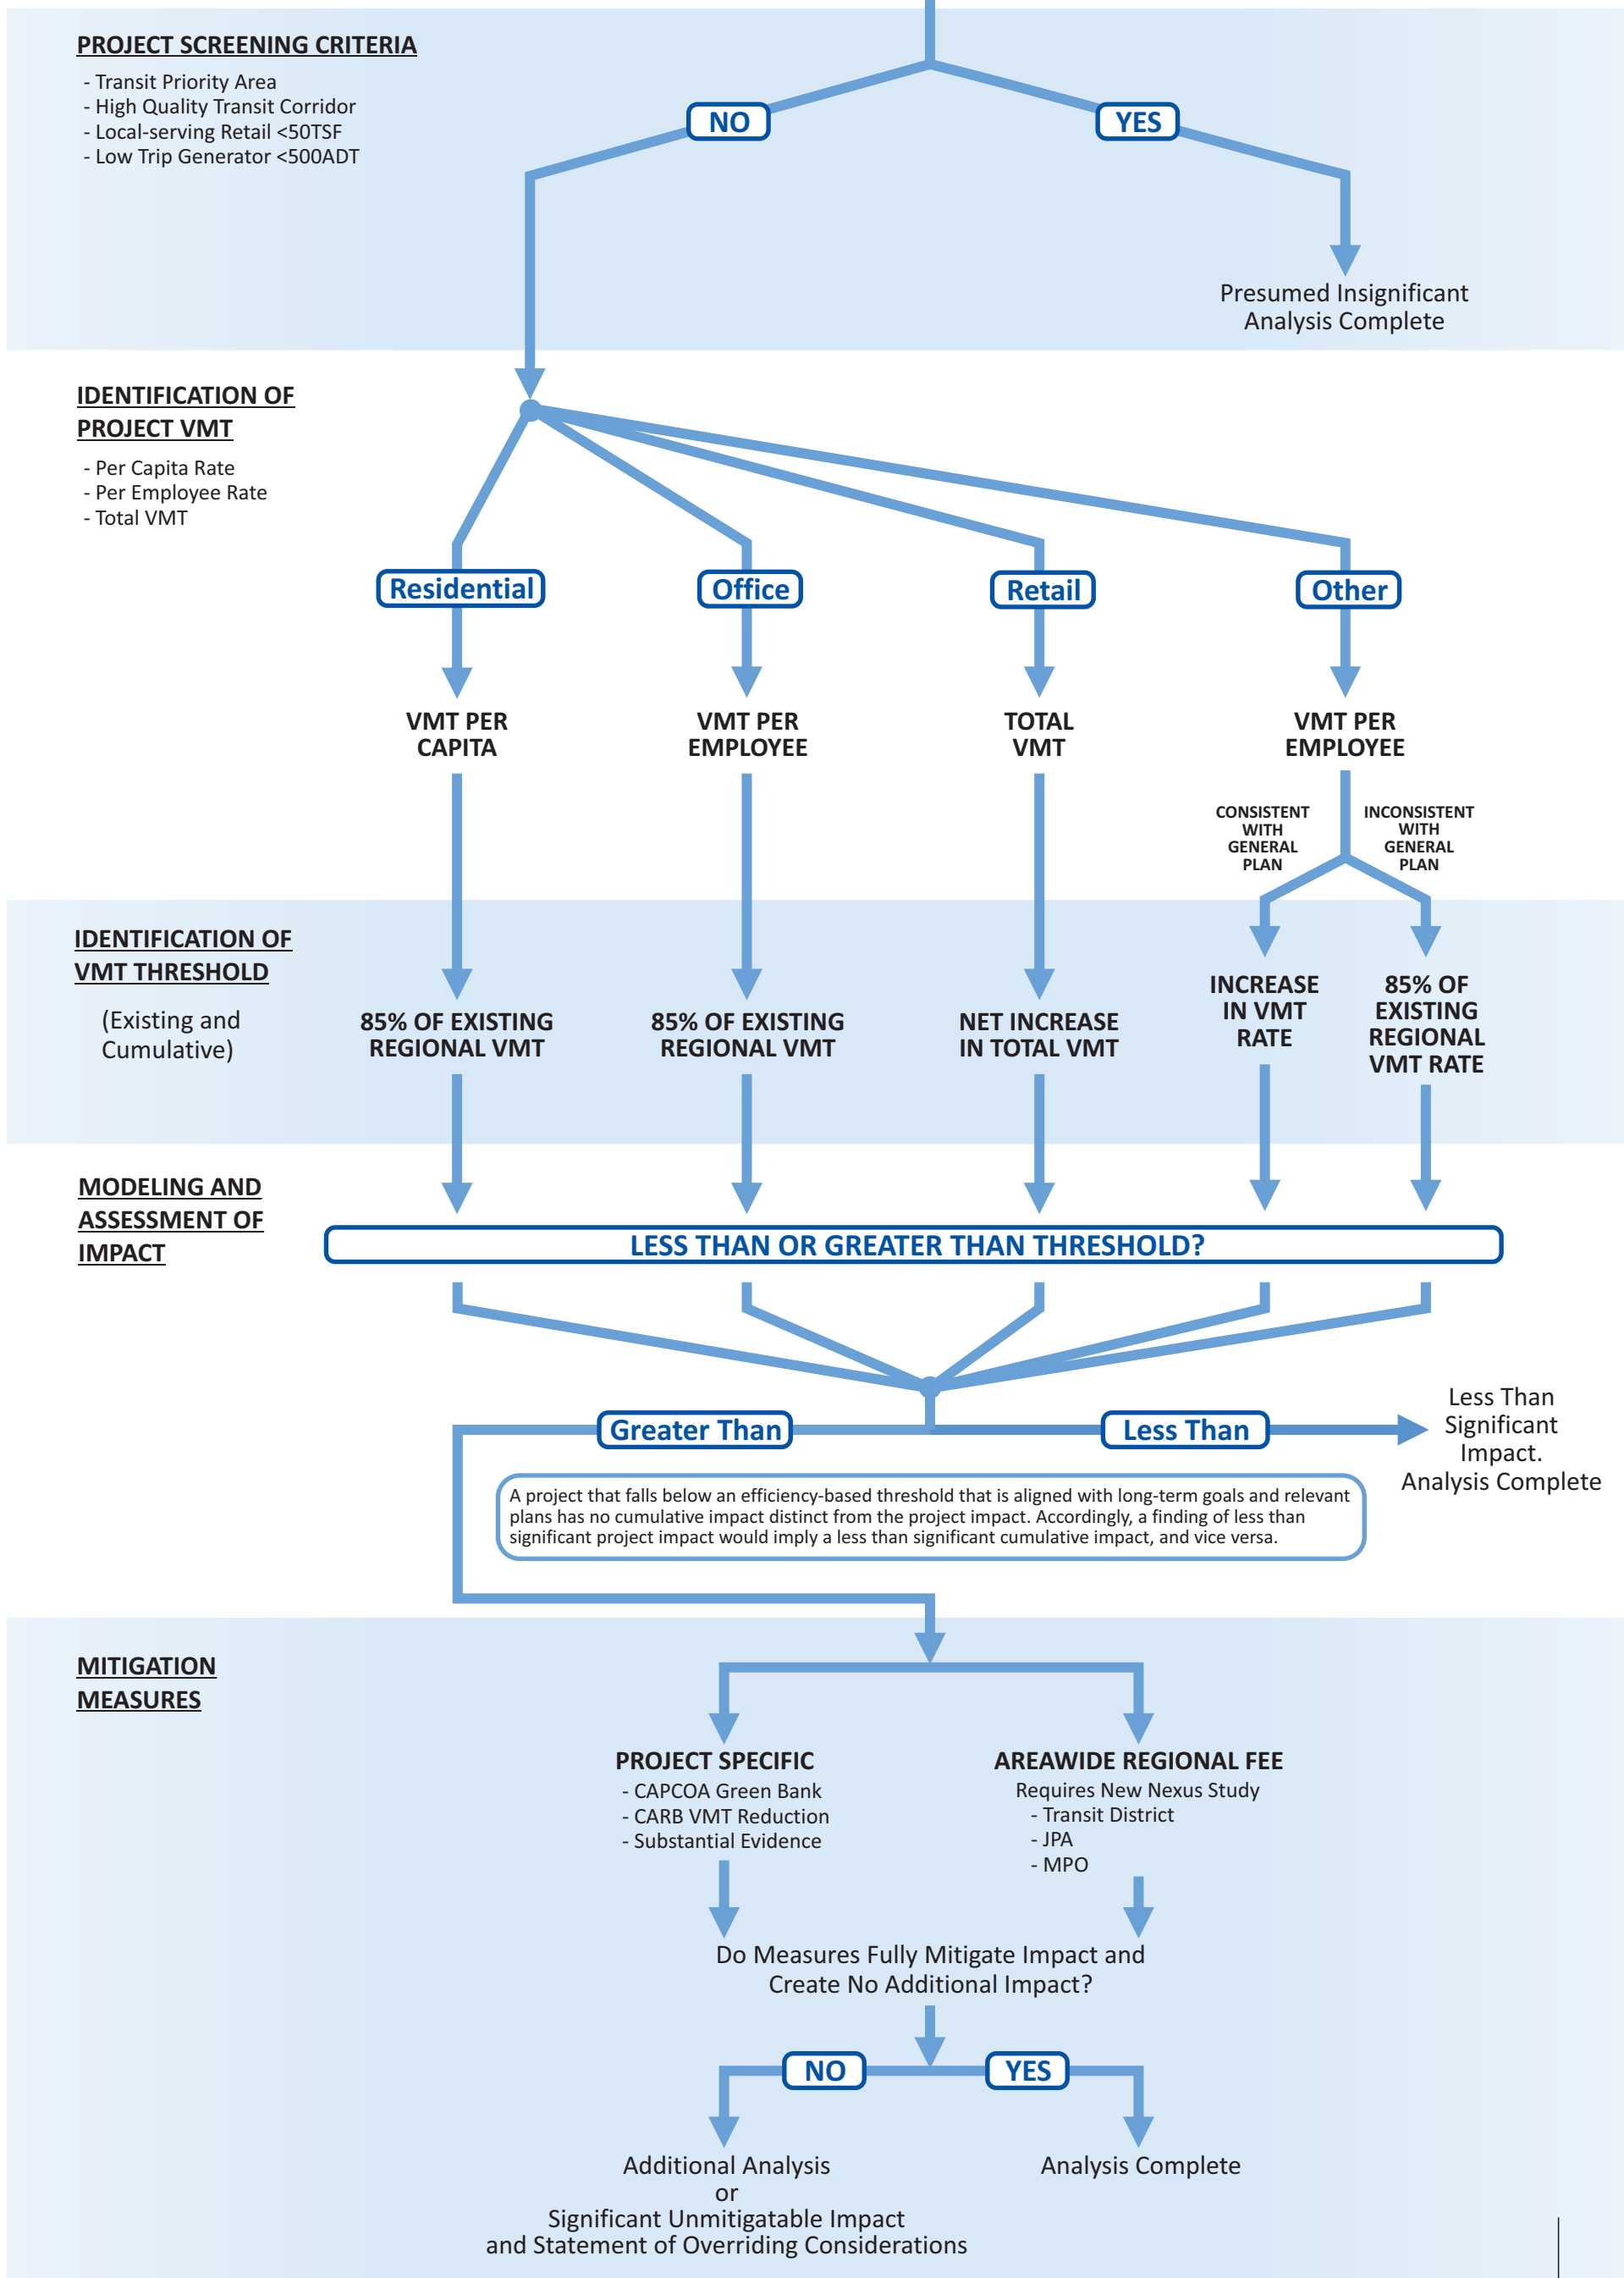 PROJECT SCREENING CRITERIA
- Transit Priority Area
- High Quality Transit Corridor
- Local-serving Retail <50TSF
- Low Trip Generator <500ADT
NO
YES
Presumed Insignificant
Analysis Complete
IDENTIFICATION OF
PROJECT VMT
- Per Capita Rate
- Per Employee Rate
- Total VMT
Residential
Office
Retail
Other
VMT PER
CAPITA
VMT PER
EMPLOYEE
TOTAL
VMT
VMT PER
EMPLOYEE
CONSISTENT
WITH
GENERAL
PLAN
INCONSISTENT
WITH
GENERAL
PLAN
IDENTIFICATION OF
VMT THRESHOLD
(Existing and
Cumulative)
85% OF EXISTING
REGIONAL VMT
85% OF EXISTING
REGIONAL VMT
NET INCREASE
IN TOTAL VMT
INCREASE
IN VMT
RATE
85% OF
EXISTING
REGIONAL
VMT RATE
MODELING AND
ASSESSMENT OF
IMPACT
LESS THAN OR GREATER THAN THRESHOLD?
Greater Than
Less Than
Less Than
Significant
Impact.
Analysis Complete
A project that falls below an efficiency-based threshold that is aligned with long-term goals and relevant
plans has no cumulative impact distinct from the project impact. Accordingly, a finding of less than
significant project impact would imply a less than significant cumulative impact, and vice versa.
MITIGATION
MEASURES
PROJECT SPECIFIC
- CAPCOA Green Bank
- CARB VMT Reduction
- Substantial Evidence
AREAWIDE REGIONAL FEE
Requires New Nexus Study
- Transit District
- JPA
- MPO
Do Measures Fully Mitigate Impact and
Create No Additional Impact?
NO
YES
Additional Analysis
or
Significant Unmitigatable Impact
and Statement of Overriding Considerations
Analysis Complete